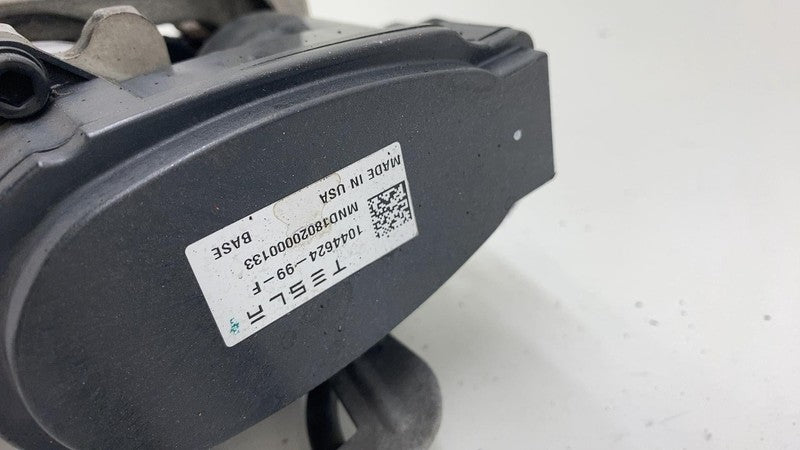 TESLA
1044624-99-F
MND18020000133
BASE
MADE IN USA